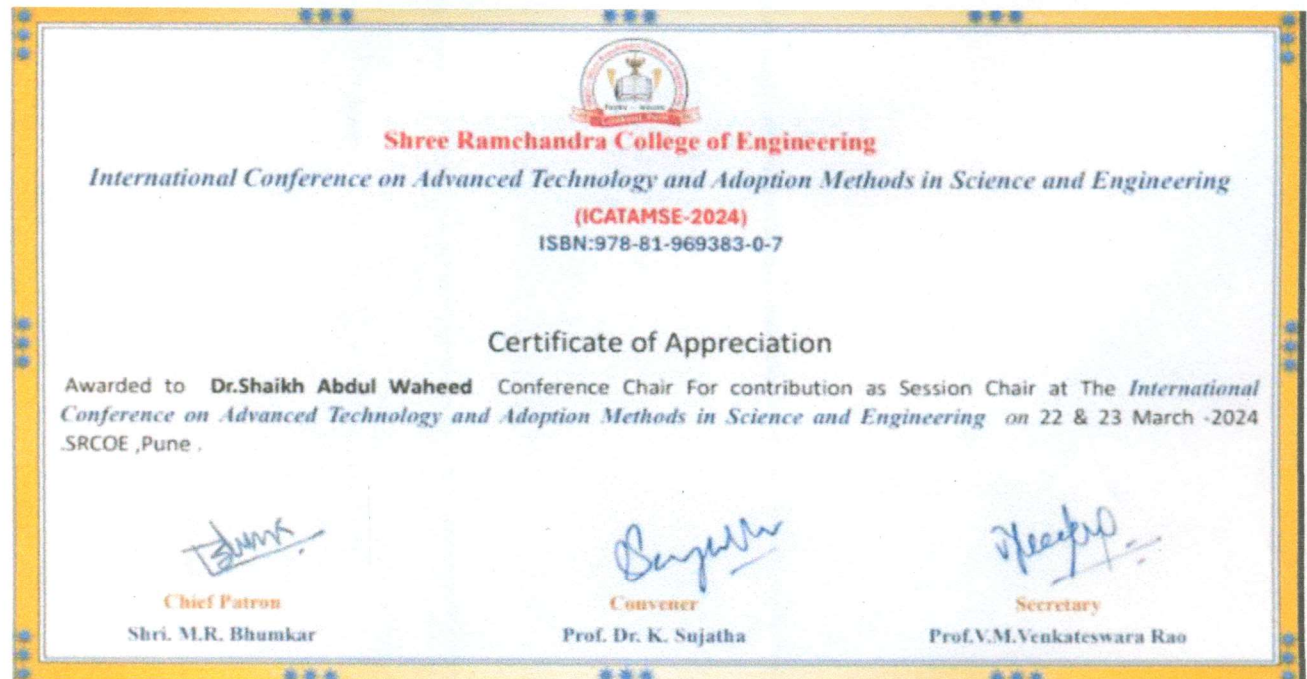 Shree Ramchandra College of Engineering
International Conference on Advanced Technology and Adoption Methods in Science and Engineering
(ICATAMSE-2024)
ISBN:978-81-969383-0-7
Certificate of Appreciation
Awarded to Dr.Shaikh Abdul Waheed Conference Chair For contribution as Session Chair at The International
Conference on Advanced Technology and Adoption Methods in Science and Engineering on 22 & 23 March -2024
.SRCOE ,Pune .
Chief Patron Convener Secretary
Shri. M.R. Bhumkar Prof. Dr. K. Sujatha Prof.V.M.Venkateswara Rao